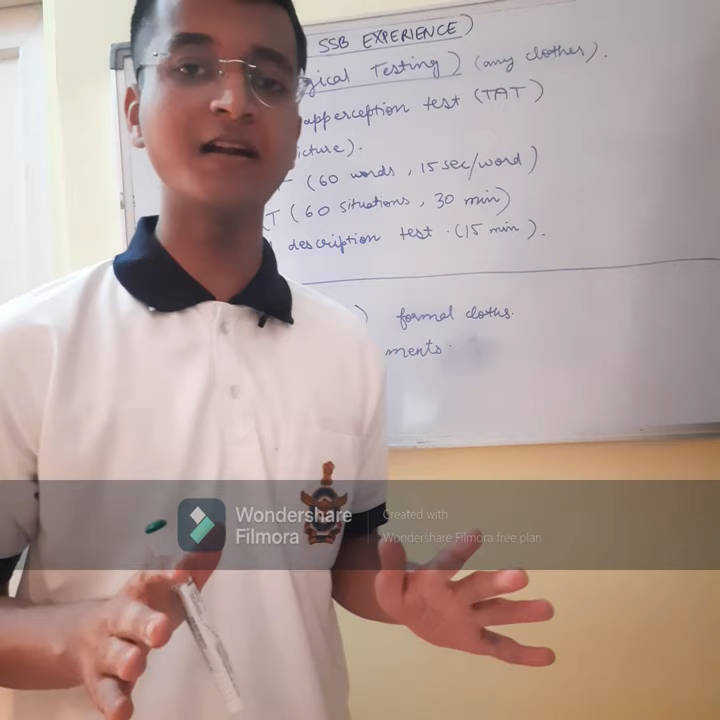 SSB EXPERIENCE)
gical Testing) (any clothes).
apperception test (TAT)
icture).
(60 words, 15 sec/word)
T (60 situations, 30 min)
description test (15 min).
) formal cloths.
ments.
Wondershare
Filmora
Created with
Wondershare Filmora free plan